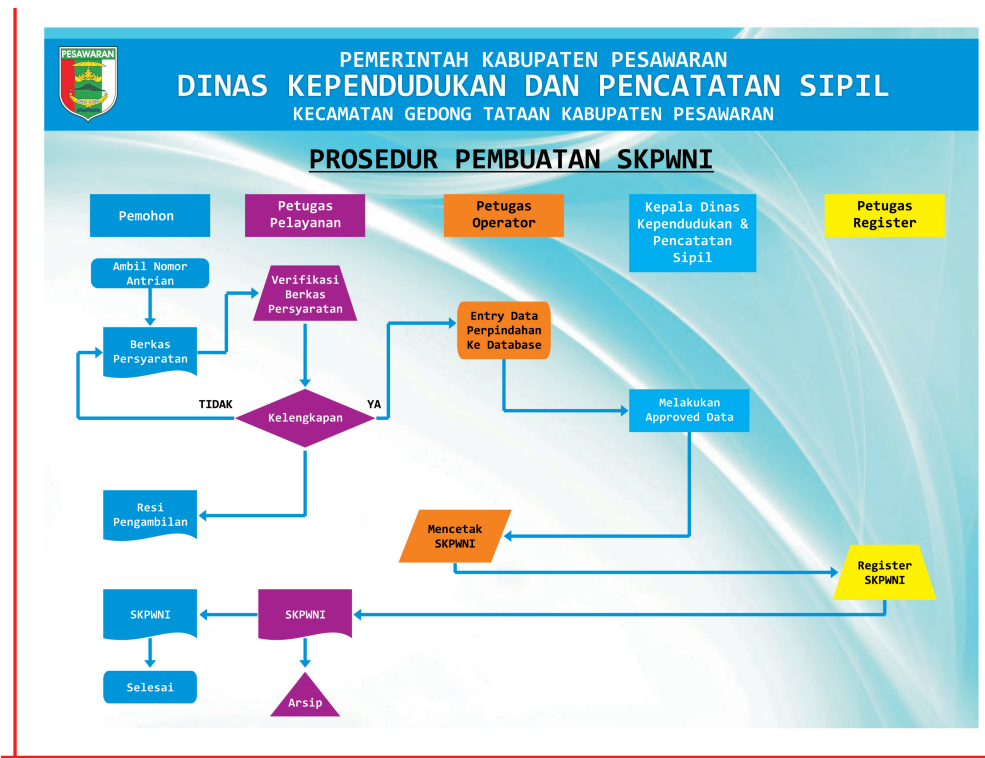 PESAWARAN
PEMERINTAH KABUPATEN PESAWARAN
DINAS KEPENDUDUKAN DAN PENCATATAN SIPIL
KECAMATAN GEDONG TATAAN KABUPATEN PESAWARAN
PROSEDUR PEMBUATAN SKPWNI
Pemohon
Petugas
Pelayanan
Petugas
Operator
Kepala Dinas
Kependudukan &
Pencatatan
Sipil
Petugas
Register
Ambil Nomor
Antrian
Verifikasi
Berkas
Persyaratan
Entry Data
Perpindahan
Ke Database
Berkas
Persyaratan
TIDAK
Kelengkapan
YA
Melakukan
Approved Data
Resi
Pengambilan
Mencetak
SKPWNI
Register
SKPWNI
SKPWNI
SKPWNI
Selesai
Arsip